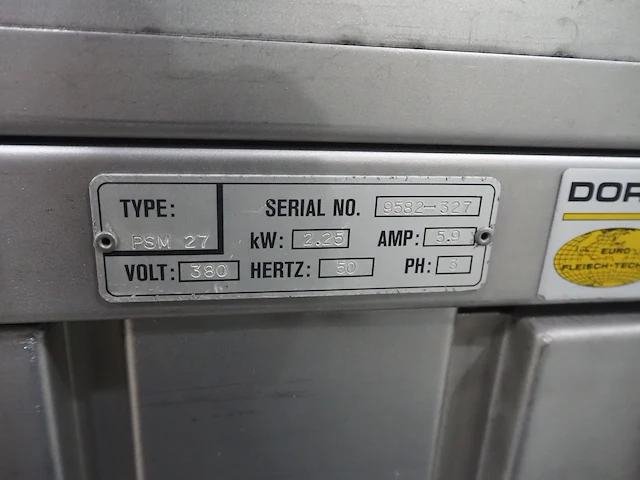 TYPE: PSM 27
SERIAL NO. 9582-327
kW: 2.25 AMP: 5.9
VOLT: 380 HERTZ: 50 PH: 3
DOR
EURO
FLEISCH-TEC